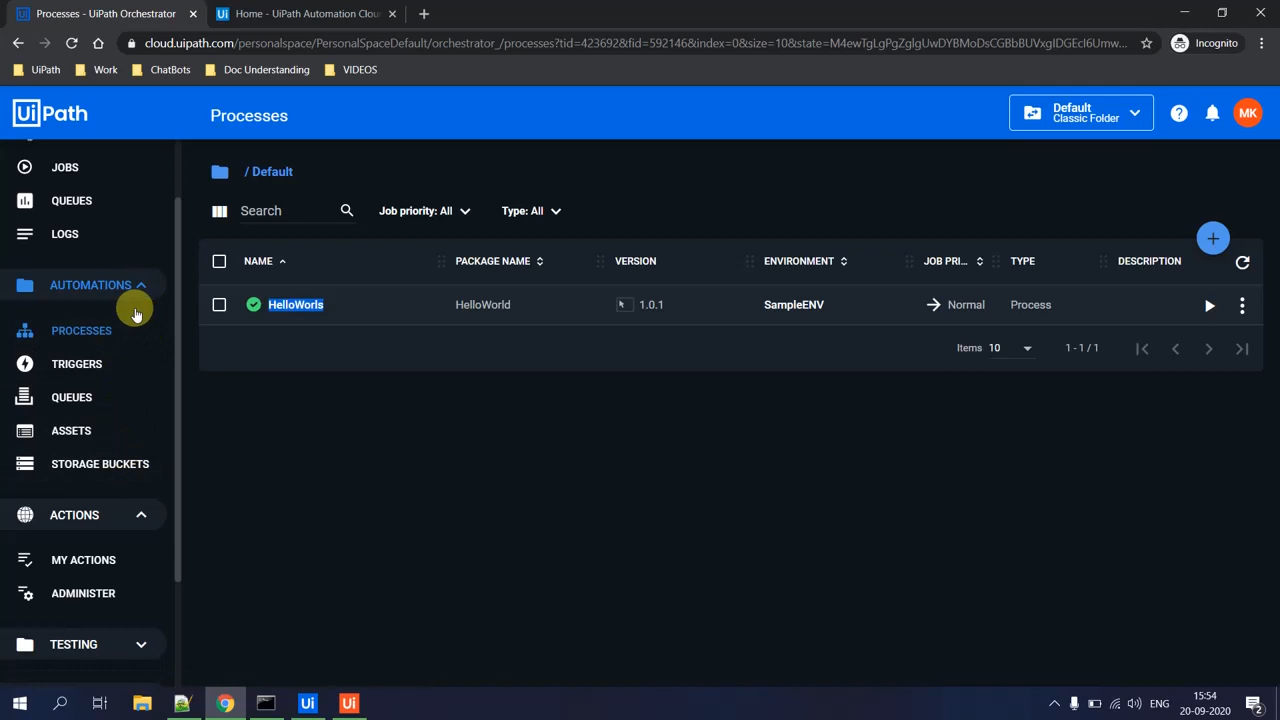 Processes - UiPath Orchestrator
Home - UiPath Automation Clou
cloud.uipath.com/personalspace/PersonalSpaceDefault/orchestrator_/processes?tid=423692&fid=592146&index=0&size=10&state=
Incognito
UiPath
Work
ChatBots
Doc Understanding
VIDEOS
UiPath
Processes
Default
Classic Folder
MK
JOBS
QUEUES
LOGS
AUTOMATIONS
PROCESSES
TRIGGERS
QUEUES
ASSETS
STORAGE BUCKETS
ACTIONS
MY ACTIONS
ADMINISTER
TESTING
/ Default
Search
Job priority: All
Type: All
NAME PACKAGE NAME VERSION ENVIRONMENT JOB PRI... TYPE DESCRIPTION
HelloWorls HelloWorld 1.0.1 SampleENV Normal Process
Items 10 1 - 1 / 1
Ui
Ui
ENG
15:54
20-09-2020
2